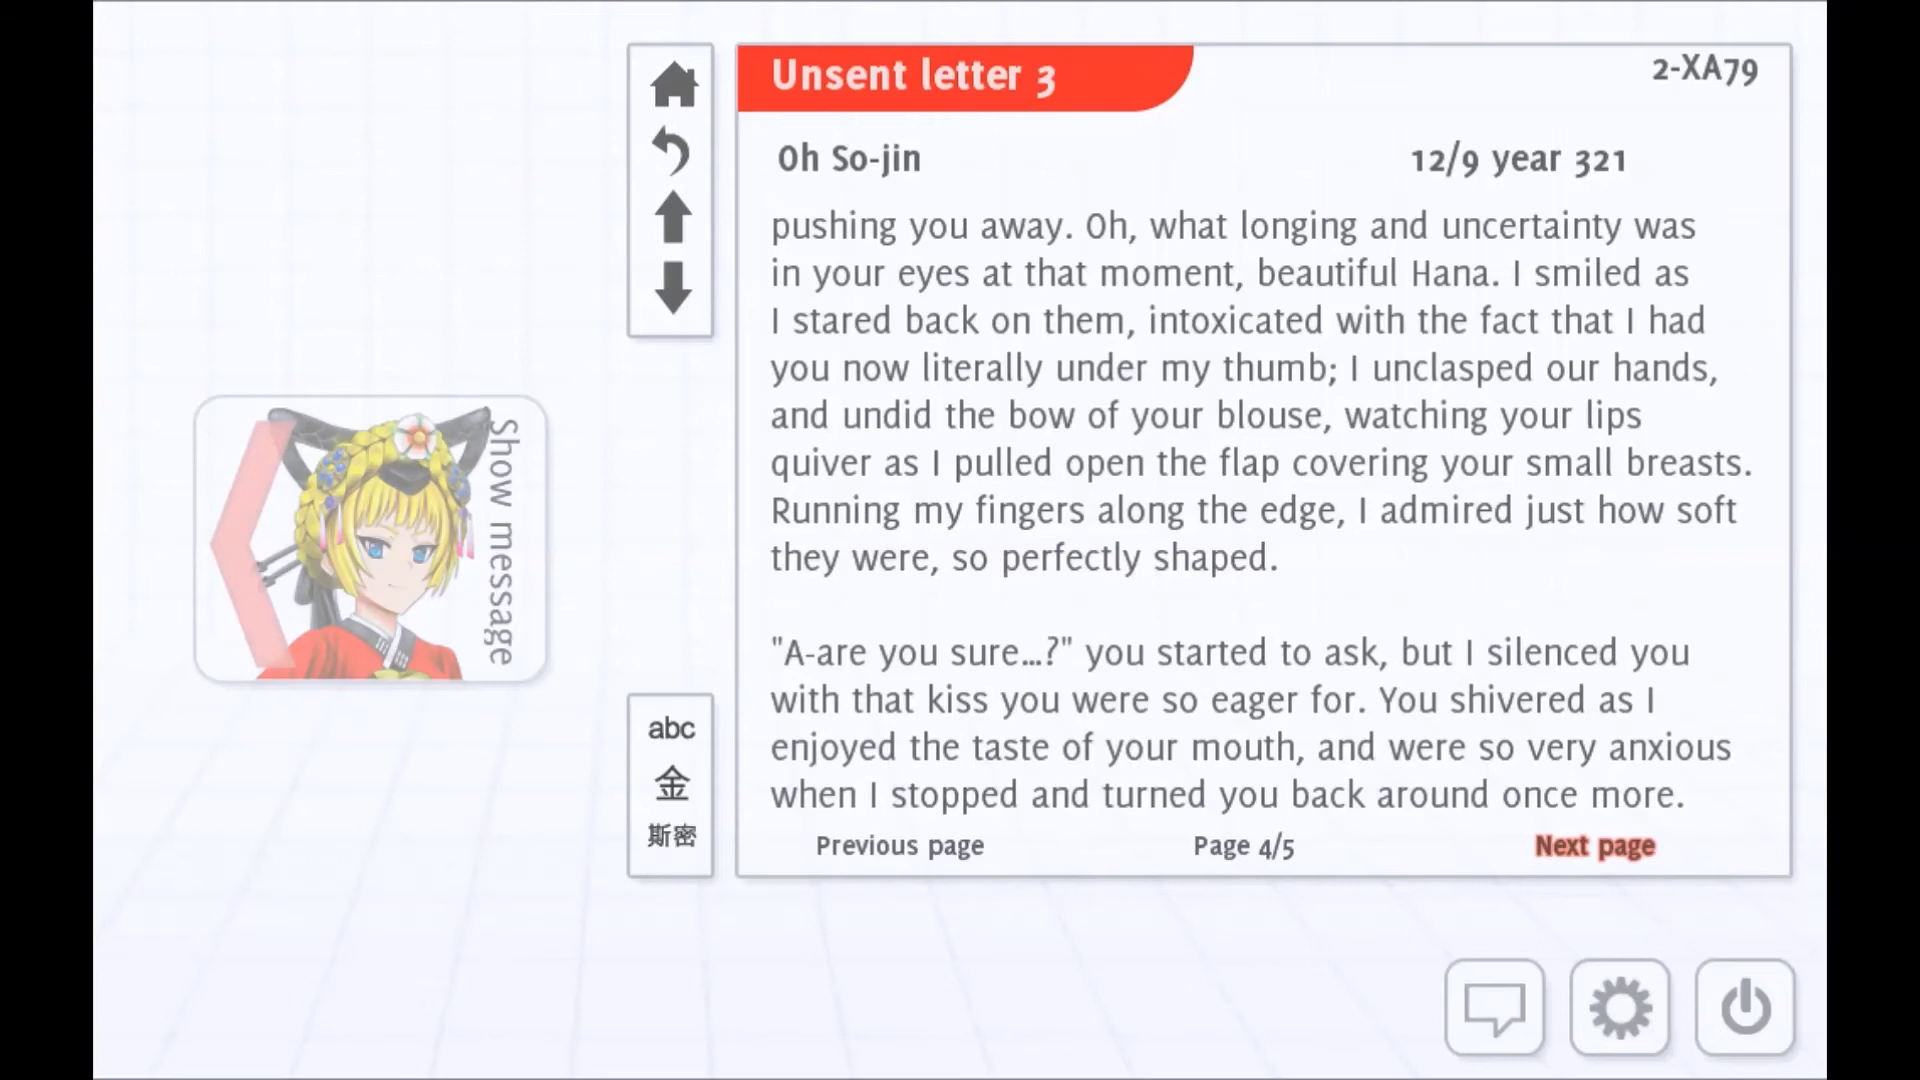 Unsent letter 3
2-XA79
Oh So-jin
12/9 year 321
pushing you away. Oh, what longing and uncertainty was
in your eyes at that moment, beautiful Hana. I smiled as
I stared back on them, intoxicated with the fact that I had
you now literally under my thumb; I unclasped our hands,
and undid the bow of your blouse, watching your lips
quiver as I pulled open the flap covering your small breasts.
Running my fingers along the edge, I admired just how soft
they were, so perfectly shaped.
"A-are you sure...?" you started to ask, but I silenced you
with that kiss you were so eager for. You shivered as I
enjoyed the taste of your mouth, and were so very anxious
when I stopped and turned you back around once more.
Previous page
Page 4/5
Next page
Show message
abc
金
斯密